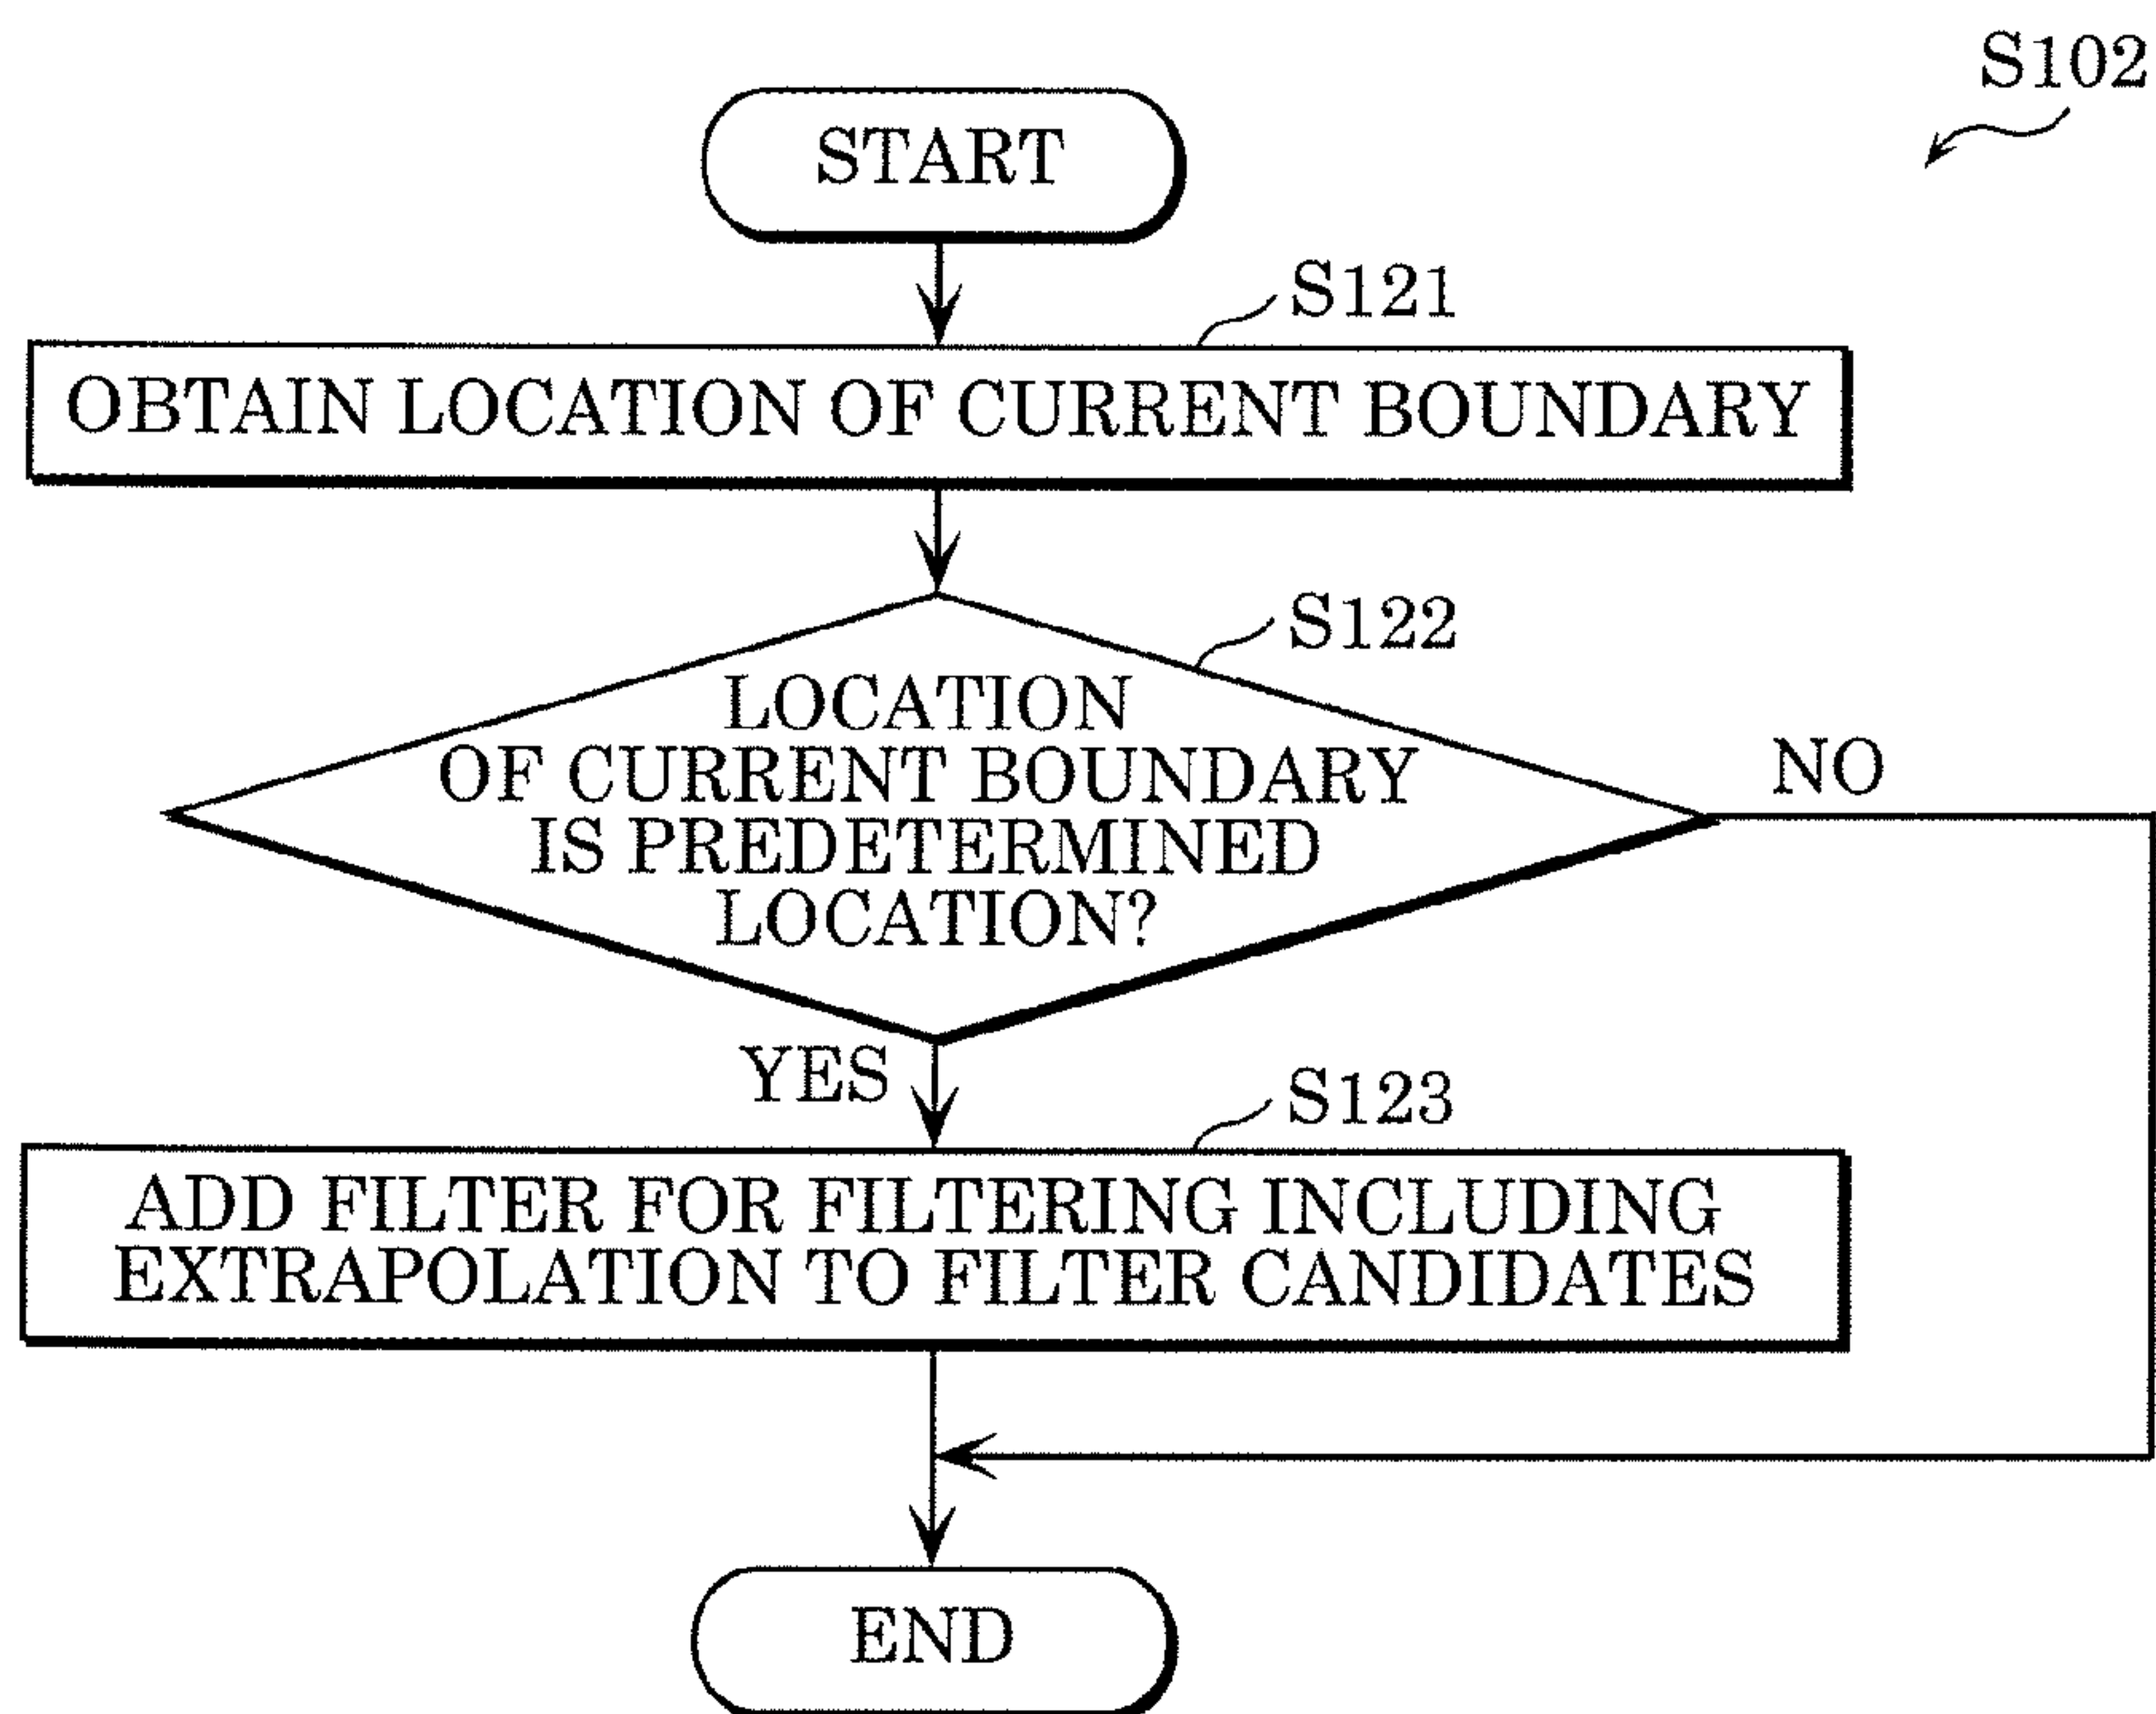 S102
START
S121
OBTAIN LOCATION OF CURRENT BOUNDARY
S122
LOCATION
OF CURRENT BOUNDARY
IS PREDETERMINED
LOCATION?
NO
YES
S123
ADD FILTER FOR FILTERING INCLUDING
EXTRAPOLATION TO FILTER CANDIDATES
END